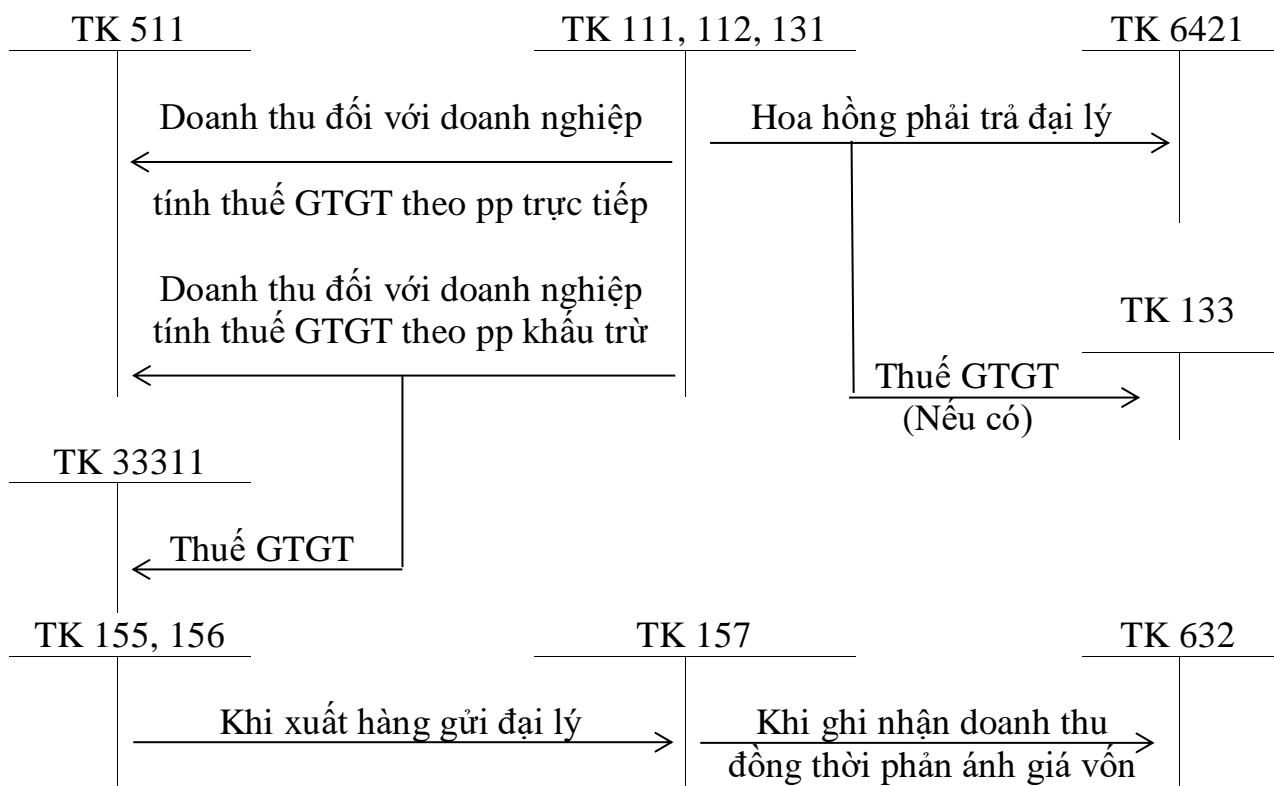 TK 511
TK 111, 112, 131
TK 6421
Doanh thu đối với doanh nghiệp
tính thuế GTGT theo pp trực tiếp
Hoa hồng phải trả đại lý
Doanh thu đối với doanh nghiệp
tính thuế GTGT theo pp khấu trừ
TK 133
Thuế GTGT
(Nếu có)
TK 33311
Thuế GTGT
TK 155, 156
TK 157
TK 632
Khi xuất hàng gửi đại lý
Khi ghi nhận doanh thu
đồng thời phản ánh giá vốn